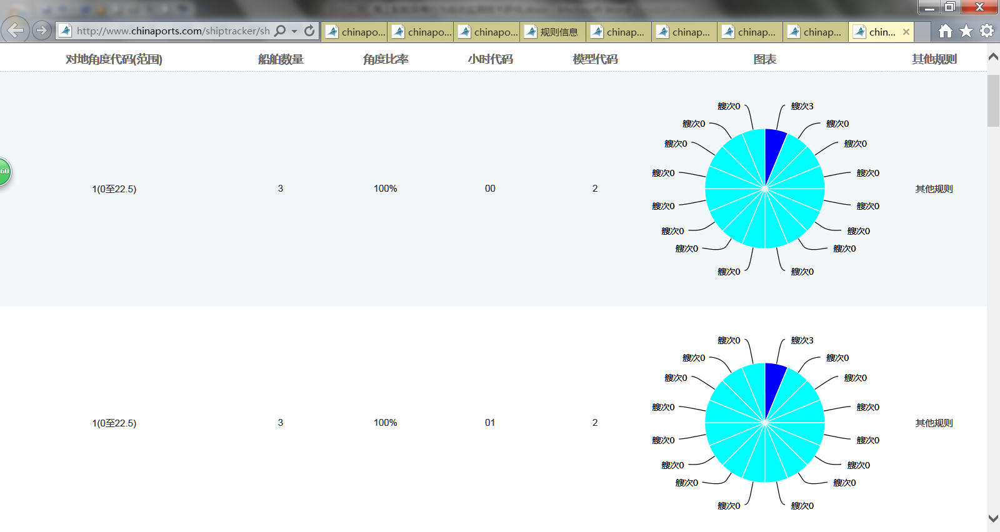 http://www.chinaports.com/shiptracker/sh
chinapo...
chinapo...
chinapo...
规则信息
chinap...
chinap...
chinap...
chinap...
chin...
对地角度代码(范围) 船舶数量 角度比率 小时代码 模型代码 图表 其他规则
艘次0 艘次3
艘次0 艘次0
艘次0 艘次0
艘次0 艘次0
60
1(0至22.5) 3 100% 00 2 其他规则
艘次0 艘次0
艘次0 艘次0
艘次0 艘次0
艘次0 艘次0
艘次0 艘次3
艘次0 艘次0
艘次0 艘次0
艘次0 艘次0
1(0至22.5) 3 100% 01 2 其他规则
艘次0 艘次0
艘次0 艘次0
艘次0 艘次0
艘次0 艘次0